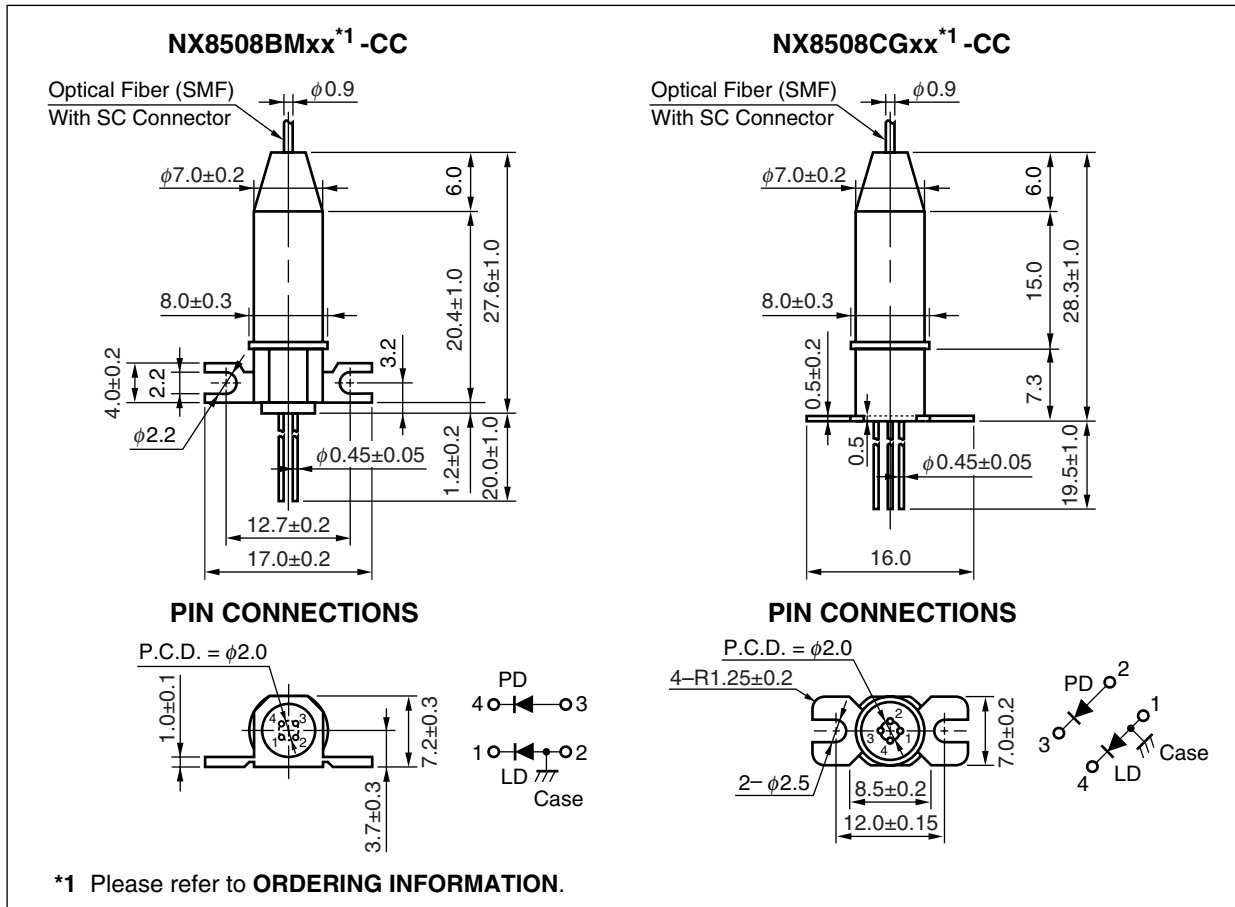 NX8508BMxx*1 -CC
Optical Fiber (SMF)
With SC Connector
φ0.9
φ7.0±0.2
6.0
20.4±1.0
27.6±1.0
8.0±0.3
3.2
4.0±0.2
2.2
φ2.2
φ0.45±0.05
1.2±0.2
20.0±1.0
12.7±0.2
17.0±0.2
PIN CONNECTIONS
P.C.D. = φ2.0
1.0±0.1
4 3
1 2
7.2±0.3
3.7±0.3
PD
4 3
1 2
LD
Case
NX8508CGxx*1 -CC
Optical Fiber (SMF)
With SC Connector
φ0.9
φ7.0±0.2
6.0
15.0
28.3±1.0
8.0±0.3
0.5±0.2
7.3
0.5
φ0.45±0.05
19.5±1.0
16.0
PIN CONNECTIONS
P.C.D. = φ2.0
4–R1.25±0.2
2
3 1
4
7.0±0.2
2– φ2.5
8.5±0.2
12.0±0.15
2
PD
1
3
Case
LD
4
*1 Please refer to ORDERING INFORMATION.